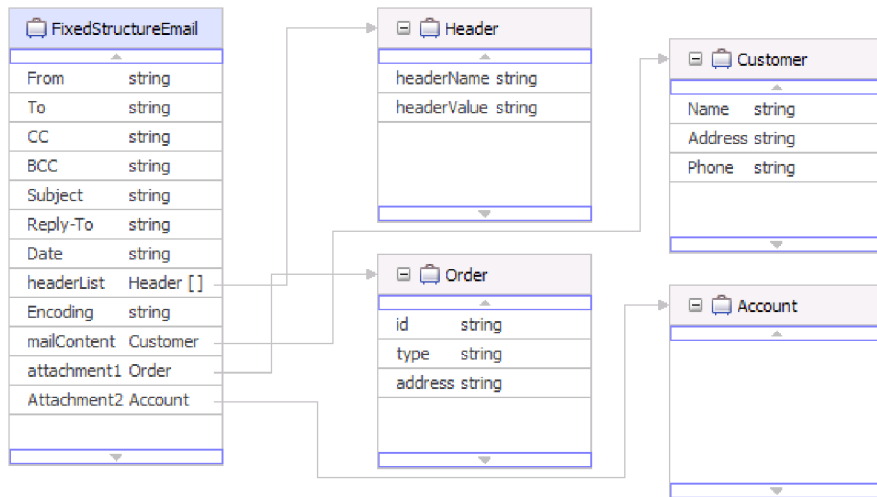 FixedStructureEmail
From string
To string
CC string
BCC string
Subject string
Reply-To string
Date string
headerList Header []
Encoding string
mailContent Customer
attachment1 Order
Attachment2 Account
Header
headerName string
headerValue string
Order
id string
type string
address string
Customer
Name string
Address string
Phone string
Account